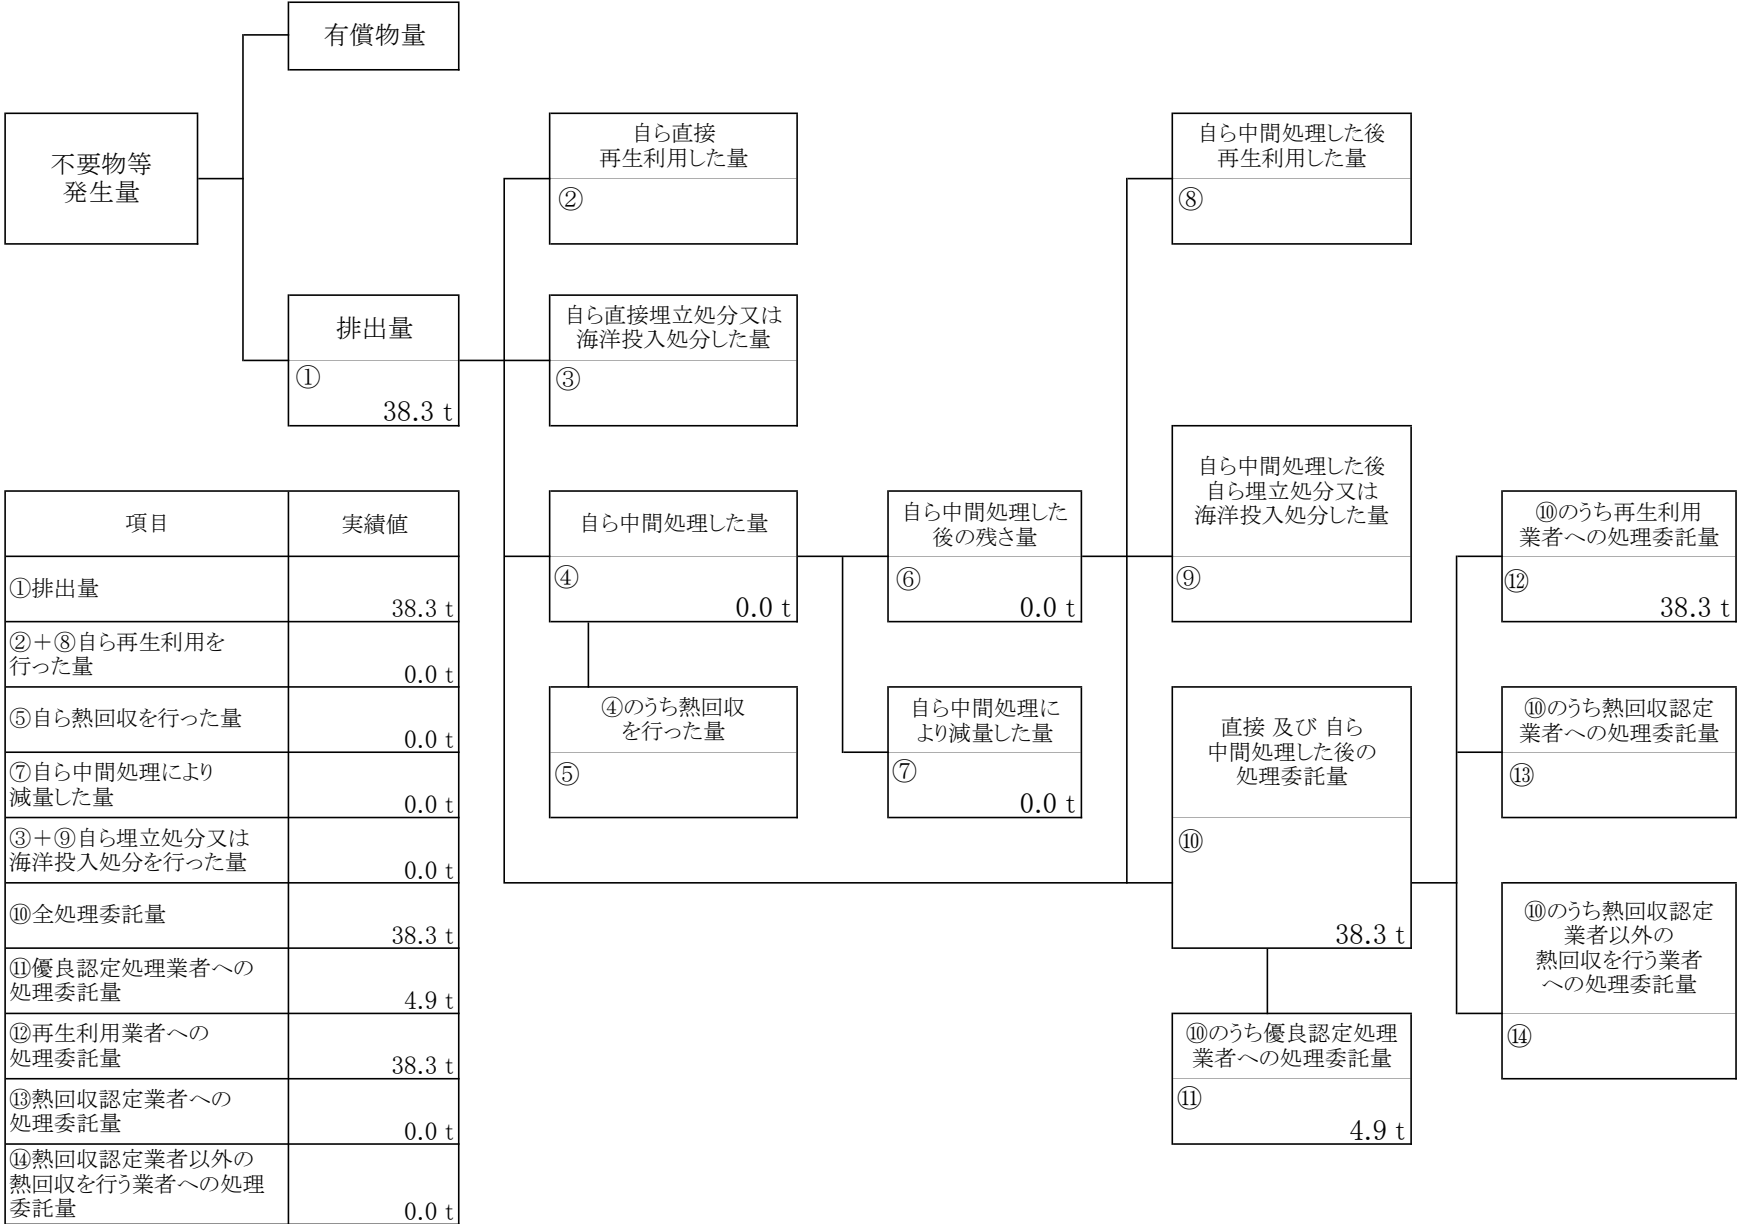 有償物量
不要物等
発生量
自ら直接
再生利用した量
②
自ら中間処理した後
再生利用した量
⑧
排出量
①
38.3 t
自ら直接埋立処分又は
海洋投入処分した量
③
自ら中間処理した量
④
0.0 t
自ら中間処理した
後の残さ量
⑥
0.0 t
自ら中間処理した後
自ら埋立処分又は
海洋投入処分した量
⑨
⑩のうち再生利用
業者への処理委託量
⑫
38.3 t
④のうち熱回収
を行った量
⑤
自ら中間処理に
より減量した量
⑦
0.0 t
直接 及び 自ら
中間処理した後の
処理委託量
⑩
38.3 t
⑩のうち熱回収認定
業者への処理委託量
⑬
⑩のうち熱回収認定
業者以外の
熱回収を行う業者
への処理委託量
⑭
⑩のうち優良認定処理
業者への処理委託量
⑪
4.9 t
項目 実績値
①排出量
38.3 t
②+⑧自ら再生利用を
行った量
0.0 t
⑤自ら熱回収を行った量
0.0 t
⑦自ら中間処理により
減量した量
0.0 t
③+⑨自ら埋立処分又は
海洋投入処分を行った量
0.0 t
⑩全処理委託量
38.3 t
⑪優良認定処理業者への
処理委託量
4.9 t
⑫再生利用業者への
処理委託量
38.3 t
⑬熱回収認定業者への
処理委託量
0.0 t
⑭熱回収認定業者以外の
熱回収を行う業者への処理
委託量
0.0 t